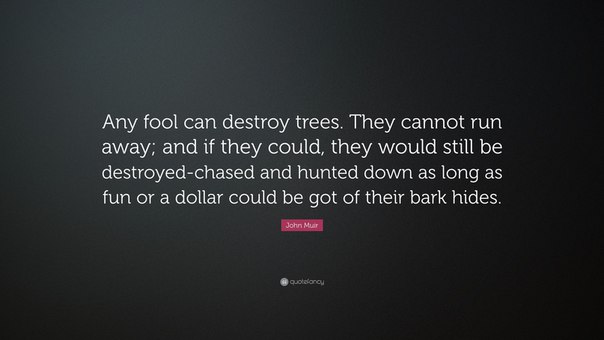 Any fool can destroy trees. They cannot run
away; and if they could, they would still be
destroyed-chased and hunted down as long as
fun or a dollar could be got of their bark hides.
John Muir
quotefancy